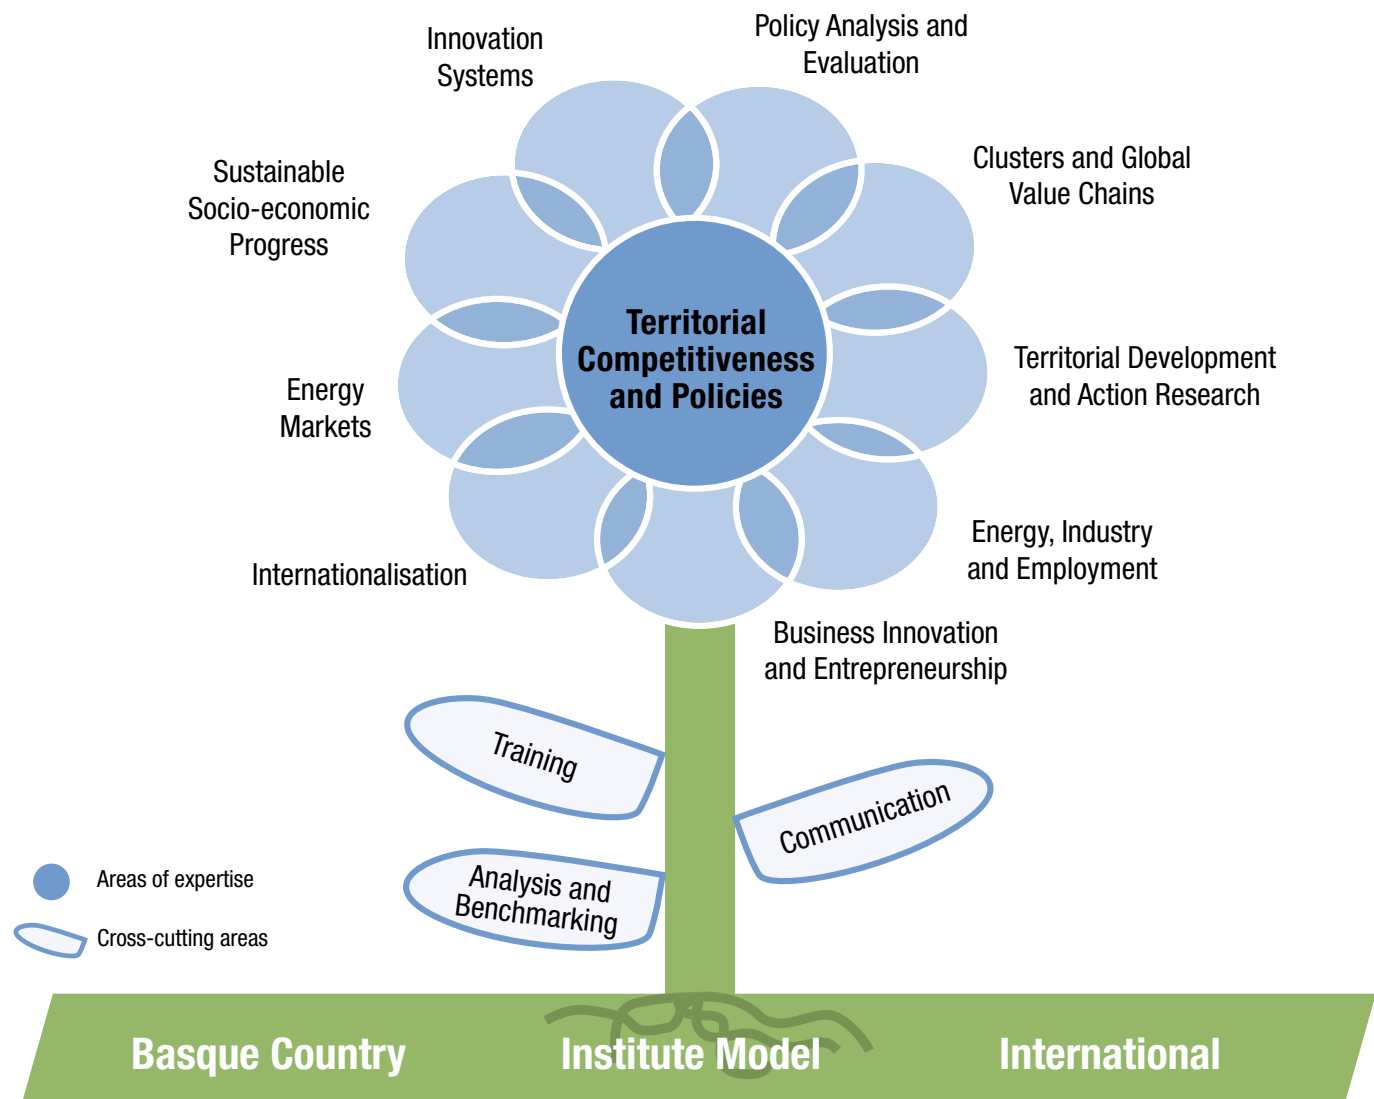 Innovation
Systems
Policy Analysis and
Evaluation
Sustainable
Socio-economic
Progress
Clusters and Global
Value Chains
Territorial
Competitiveness
and Policies
Energy
Markets
Territorial Development
and Action Research
Internationalisation
Energy, Industry
and Employment
Business Innovation
and Entrepreneurship
Training
Communication
Analysis and
Benchmarking
Areas of expertise
Cross-cutting areas
Basque Country
Institute Model
International